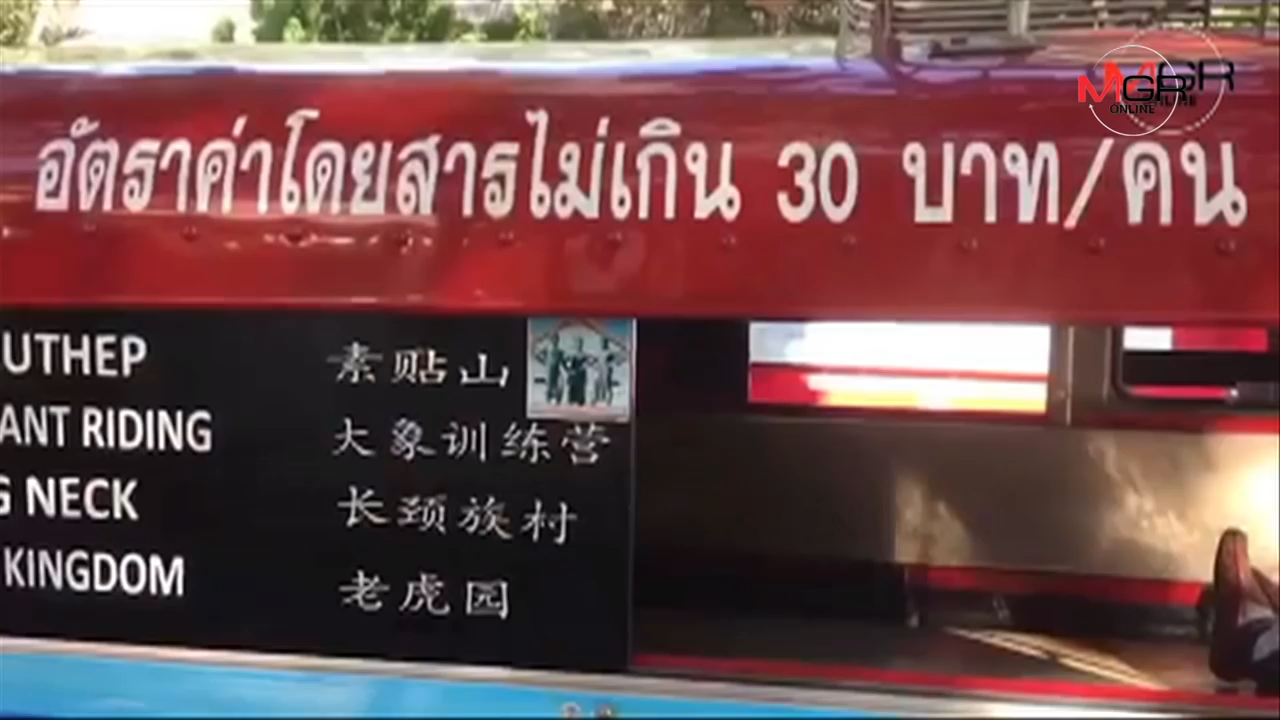 MGR
ONLINE
อัตราค่าโดยสารไม่เกิน 30 บาท/คน
UTHEP 素贴山
ANT RIDING 大象训练营
G NECK 长颈族村
KINGDOM 老虎园